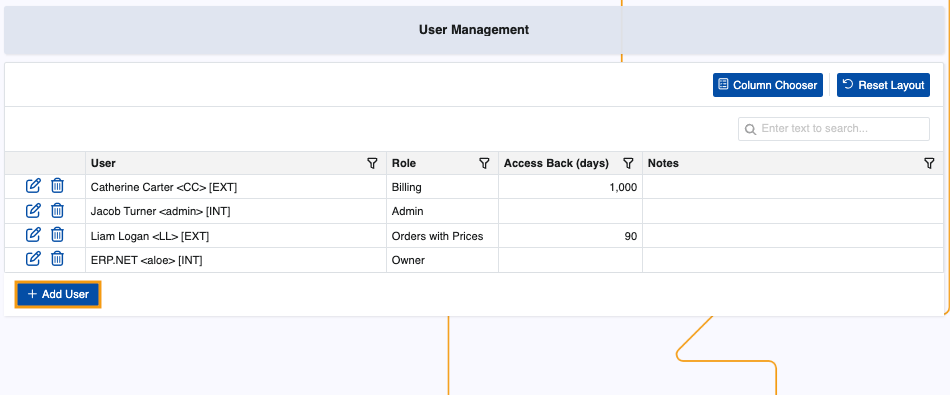 User Management
Column Chooser Reset Layout
Enter text to search...
User Role Access Back (days) Notes
Catherine Carter <CC> [EXT] Billing 1,000
Jacob Turner <admin> [INT] Admin
Liam Logan <LL> [EXT] Orders with Prices 90
ERP.NET <aloe> [INT] Owner
+ Add User